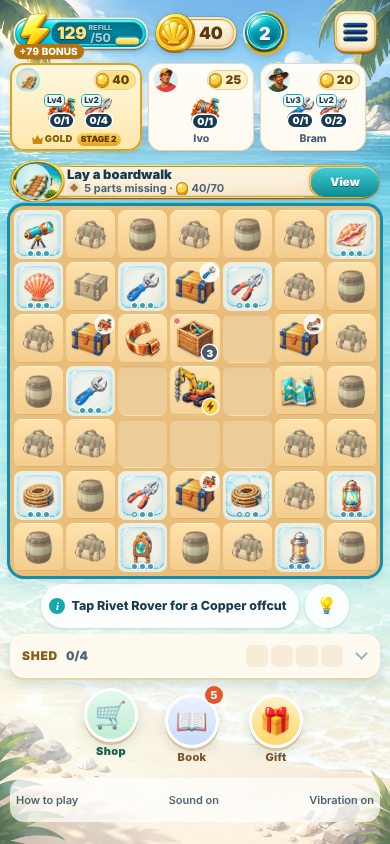 129 REFILL /50
+79 BONUS
40
2
40
Lv4 Lv2
0/1 0/4
GOLD STAGE 2
25
0/1
Ivo
20
Lv3 Lv2
0/1 0/2
Bram
Lay a boardwalk
5 parts missing · 40/70
View
3
i Tap Rivet Rover for a Copper offcut
SHED 0/4
5
Shop
Book
Gift
How to play
Sound on
Vibration on